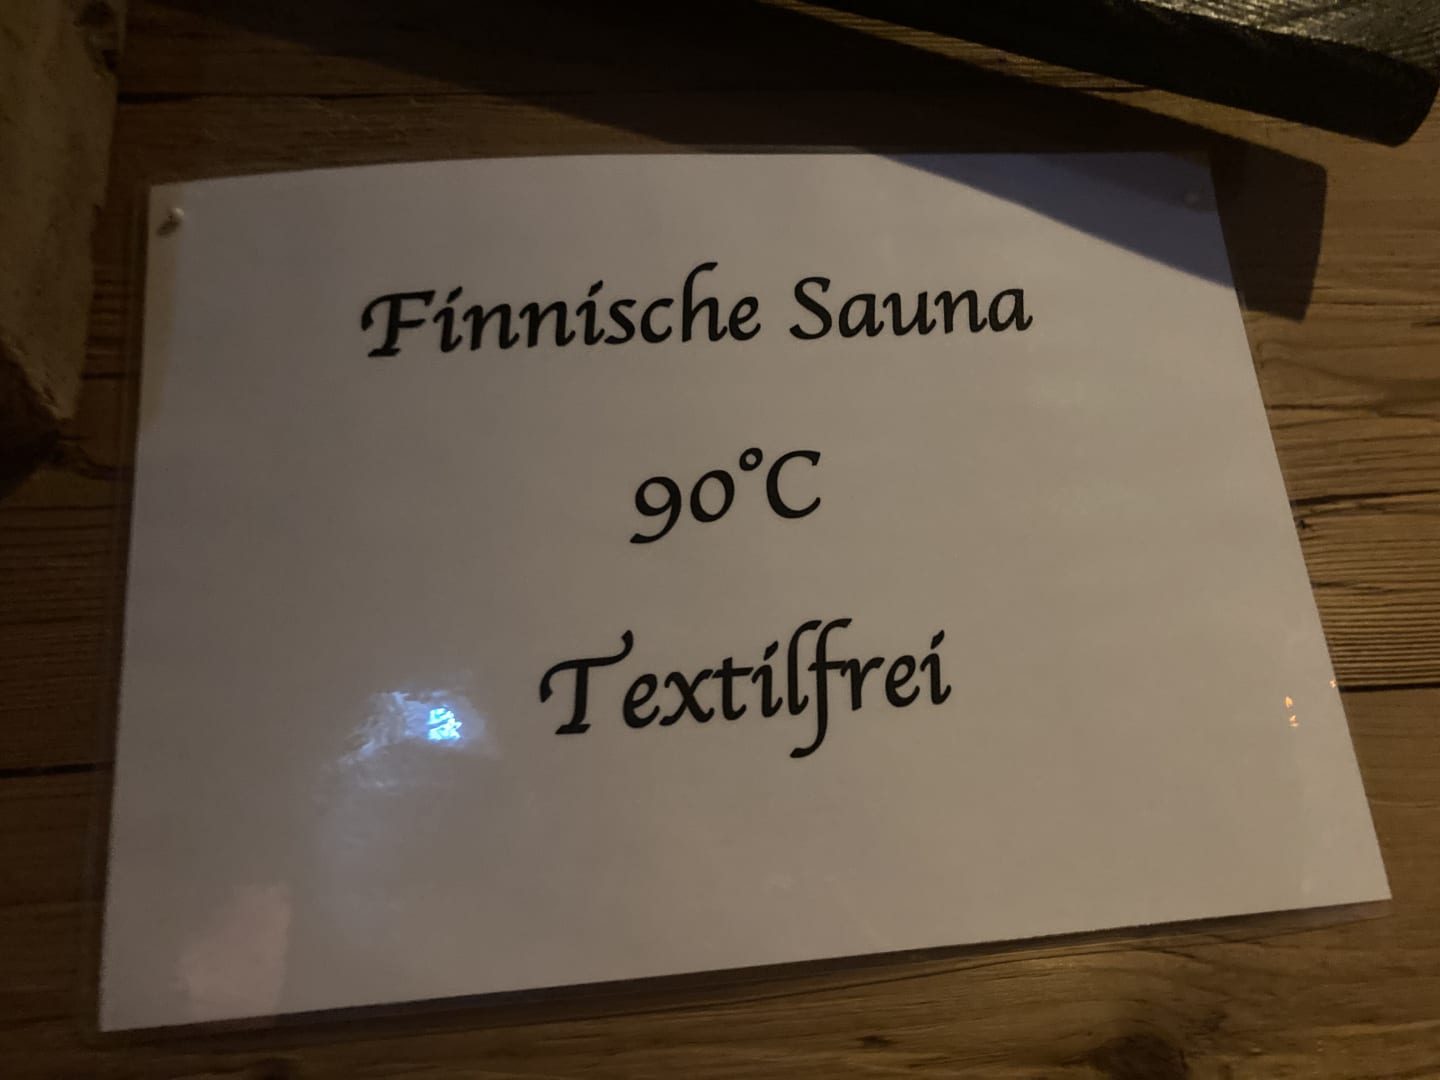 Finnische Sauna
90°C
Textilfrei